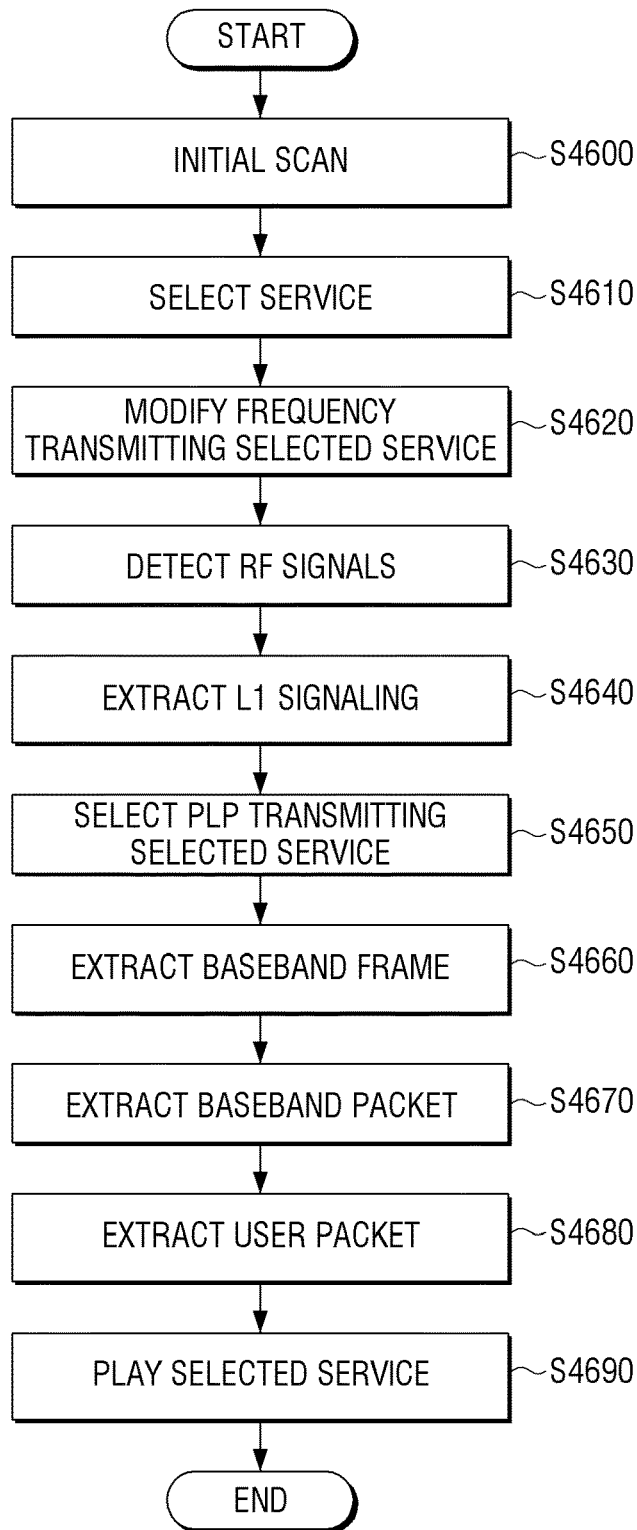 START
INITIAL SCAN
S4600
SELECT SERVICE
S4610
MODIFY FREQUENCY
TRANSMITTING SELECTED SERVICE
S4620
DETECT RF SIGNALS
S4630
EXTRACT L1 SIGNALING
S4640
SELECT PLP TRANSMITTING
SELECTED SERVICE
S4650
EXTRACT BASEBAND FRAME
S4660
EXTRACT BASEBAND PACKET
S4670
EXTRACT USER PACKET
S4680
PLAY SELECTED SERVICE
S4690
END